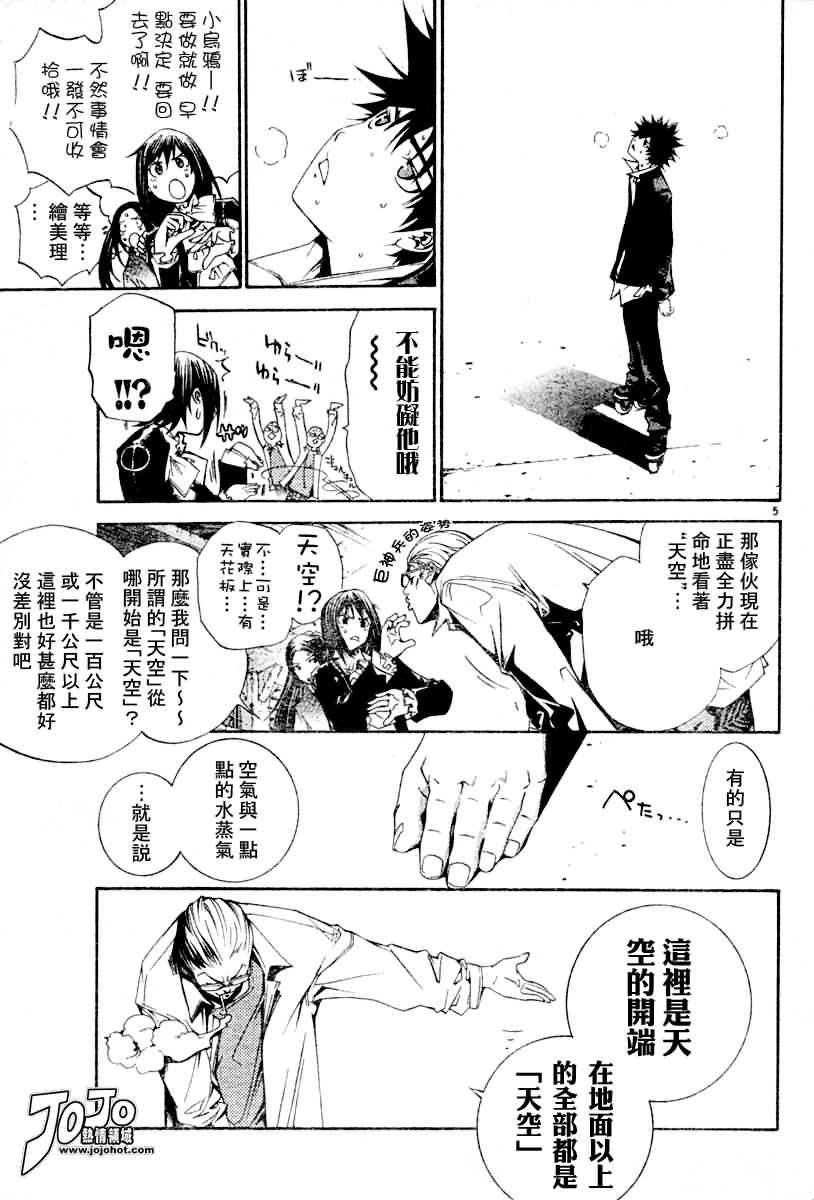 ぼー
小烏鴉ー!!
要做就做 早
點決定 要回
去了啊!!
不然事情會
一發不可收
拾哦!!
等等…
…繪美理
不能妨礙他哦
ゆらー
ゆらー
ビクッて
嗯
!!?
5
那傢伙現在
正盡全力拼
命地看著
"天空"…
哦
巨神兵的姿勢
天空!?
不…可是…
實際上…有
天花板…
那麼我問一下~~
所謂的「天空」從
哪開始是「天空」?
不管是一百公尺
或一千公尺以上
這裡也好甚麼都好
沒差別對吧
有的只是
ぺたっ…
空氣與一點
點的水蒸氣
…就是説
這裡是天
空的開端
在地面以上
的全部都是
「天空」
JOJO
熱情領域
www.jojohot.com